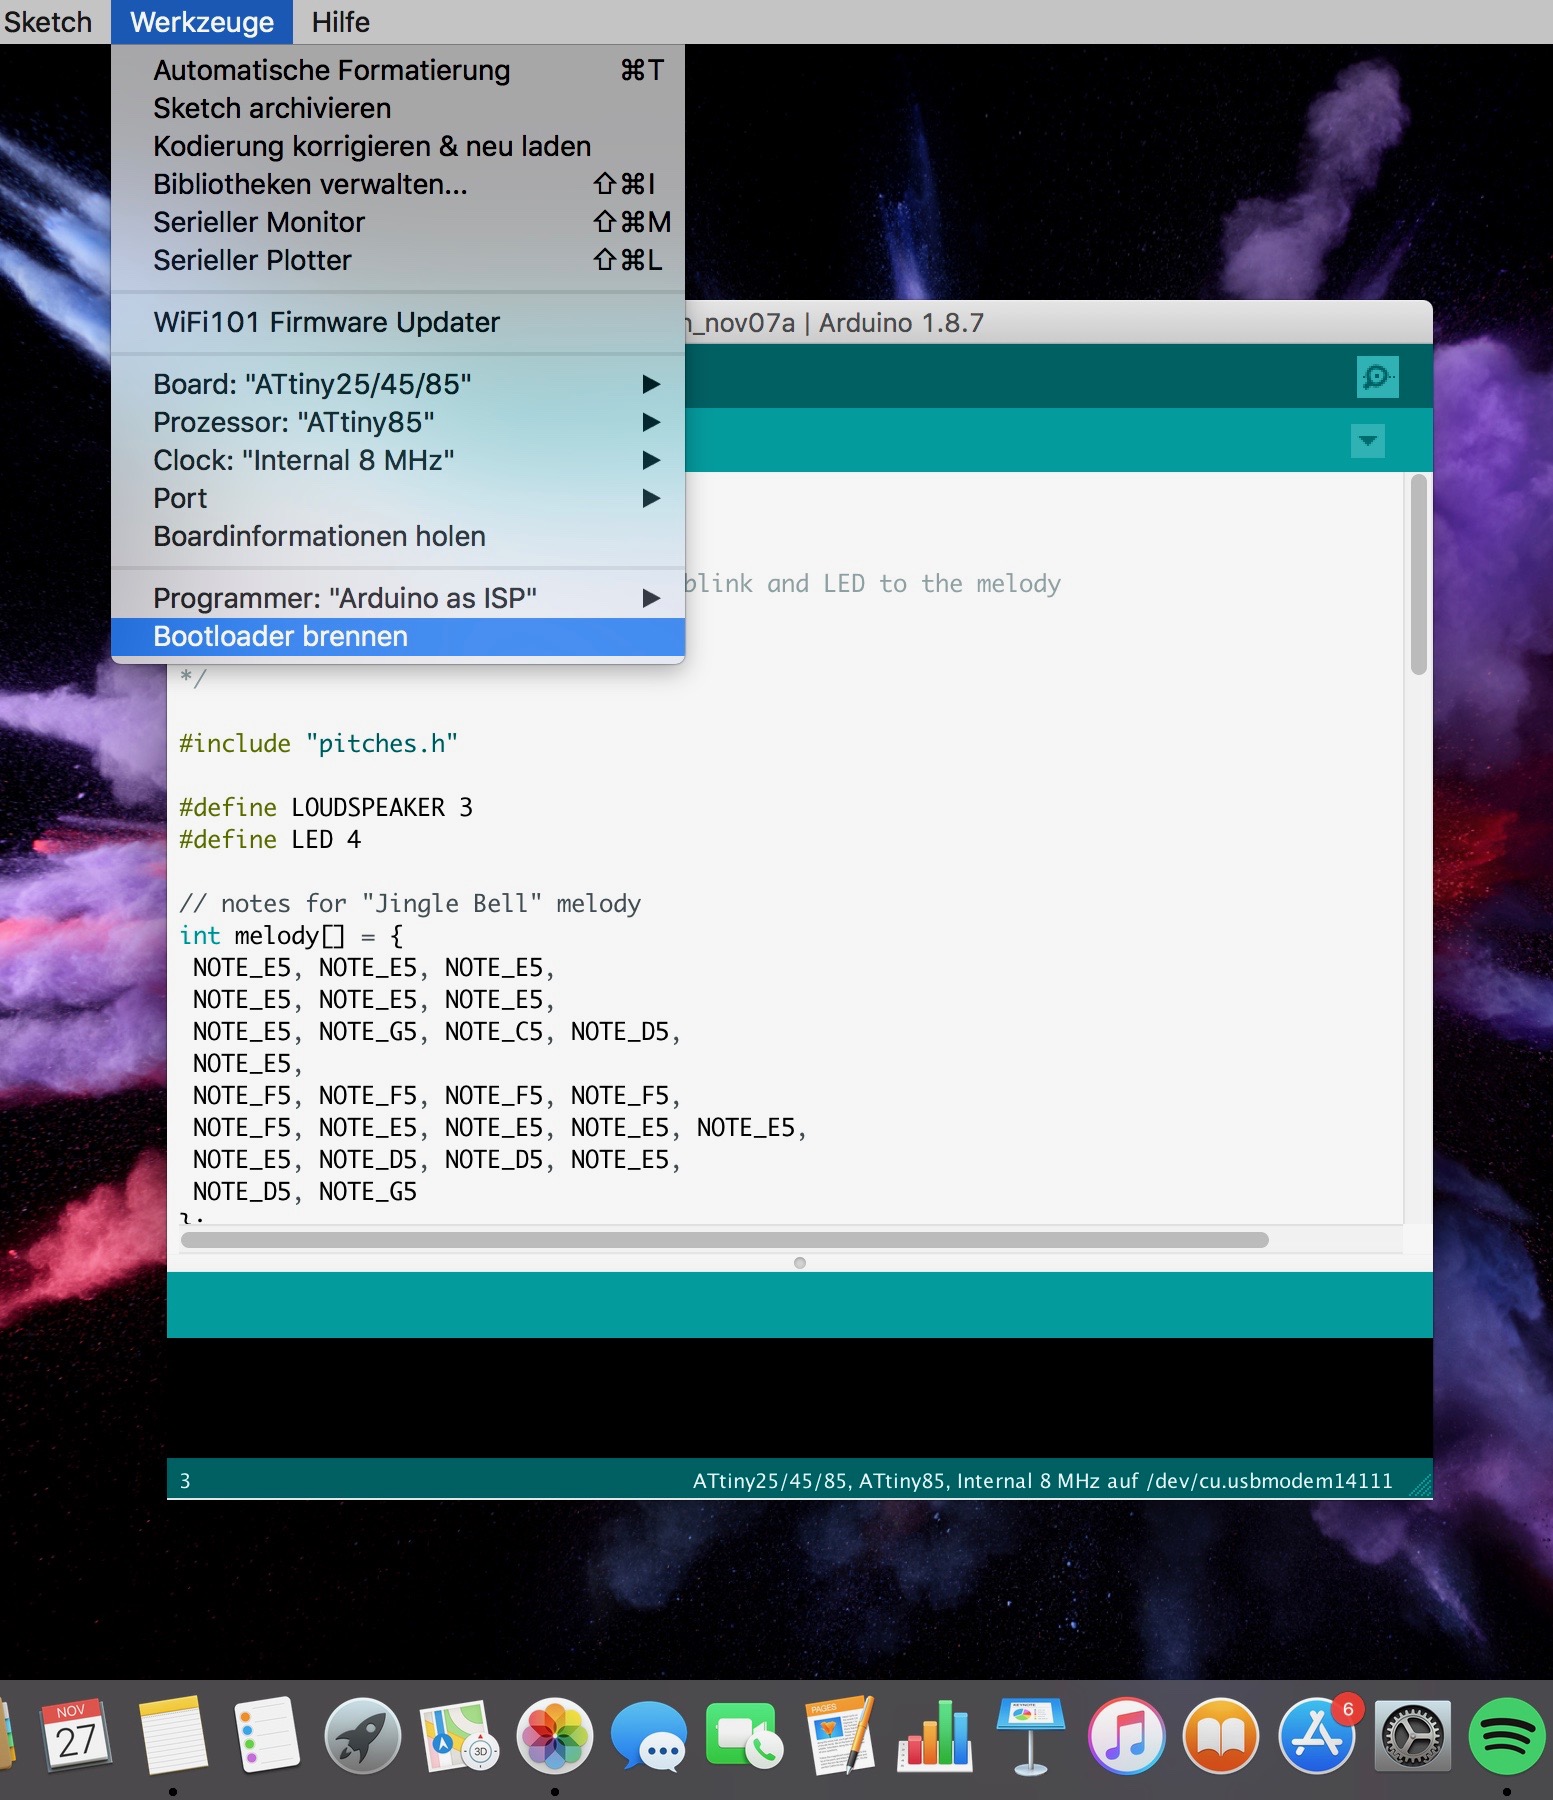 Sketch Werkzeuge Hilfe
Automatische Formatierung ⌘T
Sketch archivieren
Kodierung korrigieren & neu laden
Bibliotheken verwalten... ⇧⌘I
Serieller Monitor ⇧⌘M
Serieller Plotter ⇧⌘L
WiFi101 Firmware Updater
Board: "ATtiny25/45/85" ▶
Prozessor: "ATtiny85" ▶
Clock: "Internal 8 MHz" ▶
Port ▶
Boardinformationen holen
Programmer: "Arduino as ISP" ▶
Bootloader brennen
_nov07a | Arduino 1.8.7
blink and LED to the melody
*/
#include "pitches.h"
#define LOUDSPEAKER 3
#define LED 4
// notes for "Jingle Bell" melody
int melody[] = {
NOTE_E5, NOTE_E5, NOTE_E5,
NOTE_E5, NOTE_E5, NOTE_E5,
NOTE_E5, NOTE_G5, NOTE_C5, NOTE_D5,
NOTE_E5,
NOTE_F5, NOTE_F5, NOTE_F5, NOTE_F5,
NOTE_F5, NOTE_E5, NOTE_E5, NOTE_E5, NOTE_E5,
NOTE_E5, NOTE_D5, NOTE_D5, NOTE_E5,
NOTE_D5, NOTE_G5
};
3 ATtiny25/45/85, ATtiny85, Internal 8 MHz auf /dev/cu.usbmodem14111
NOV
27
3D
PAGES
KEYNOTE
6